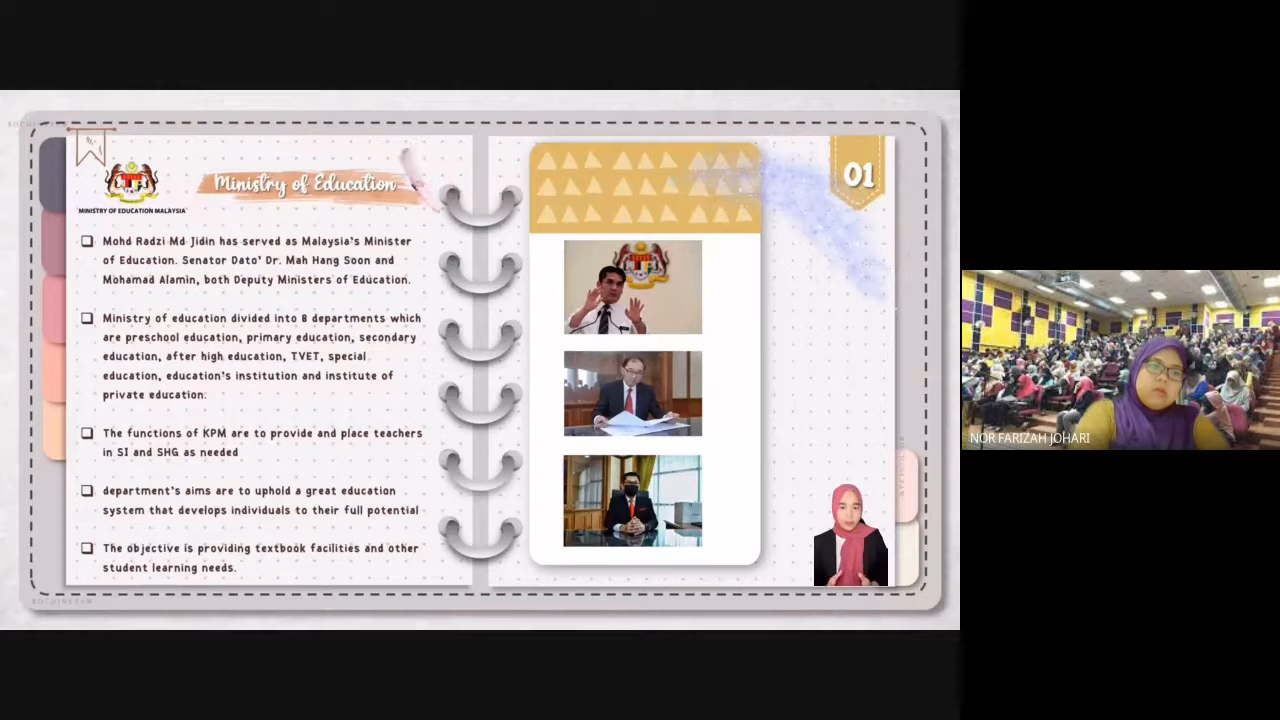 Ministry of Education
MINISTRY OF EDUCATION MALAYSIA
Mohd Radzi Md Jidin has served as Malaysia's Minister
of Education. Senator Dato' Dr. Mah Hang Soon and
Mohamad Alamin, both Deputy Ministers of Education.
Ministry of education divided into 8 departments which
are preschool education, primary education, secondary
education, after high education, TVET, special
education, education's institution and institute of
private education.
The functions of KPM are to provide and place teachers
in SI and SHG as needed
department's aims are to uphold a great education
system that develops individuals to their full potential
The objective is providing textbook facilities and other
student learning needs.
01
NOR FARIZAH JOHARI